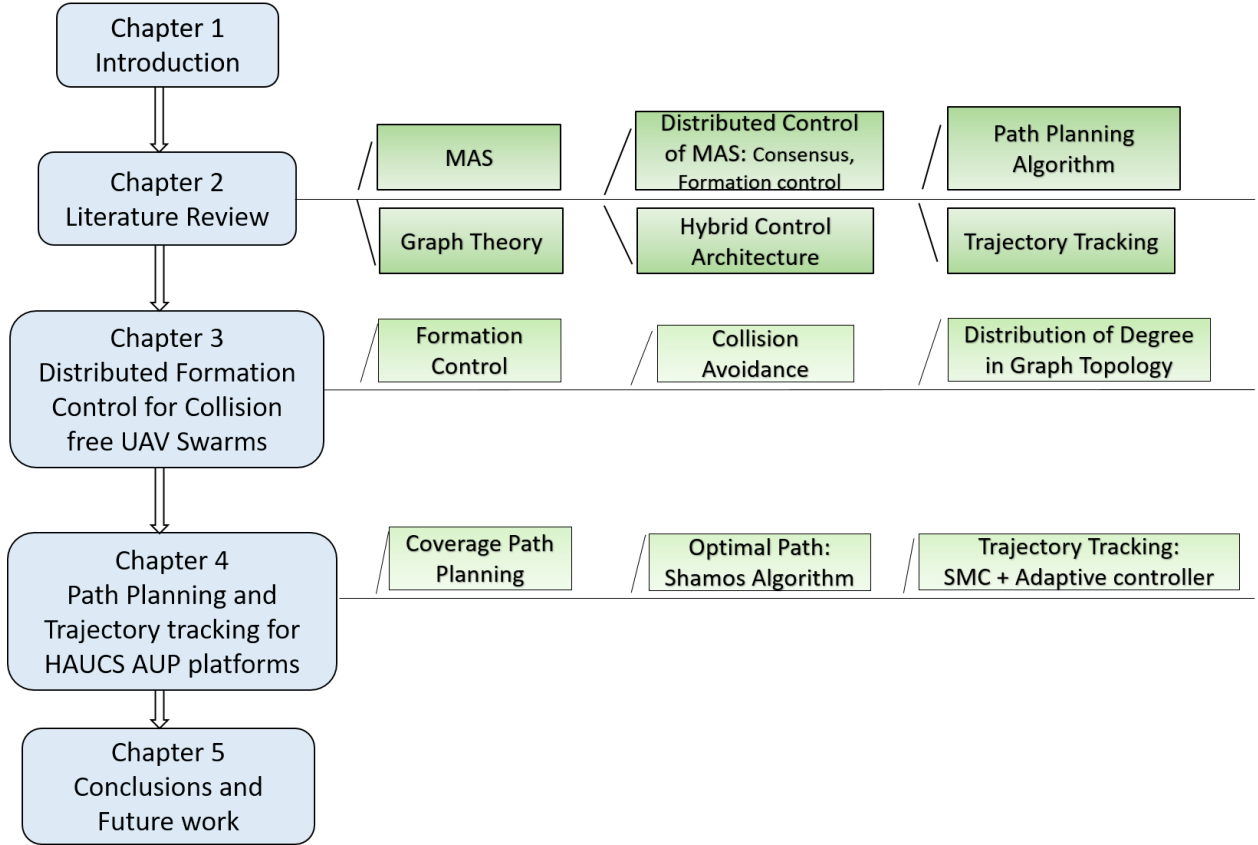 Chapter 1
Introduction
Chapter 2
Literature Review
MAS
Distributed Control
of MAS: Consensus,
Formation control
Path Planning
Algorithm
Graph Theory
Hybrid Control
Architecture
Trajectory Tracking
Chapter 3
Distributed Formation
Control for Collision
free UAV Swarms
Formation
Control
Collision
Avoidance
Distribution of Degree
in Graph Topology
Chapter 4
Path Planning and
Trajectory tracking for
HAUCS AUP platforms
Coverage Path
Planning
Optimal Path:
Shamos Algorithm
Trajectory Tracking:
SMC + Adaptive controller
Chapter 5
Conclusions and
Future work